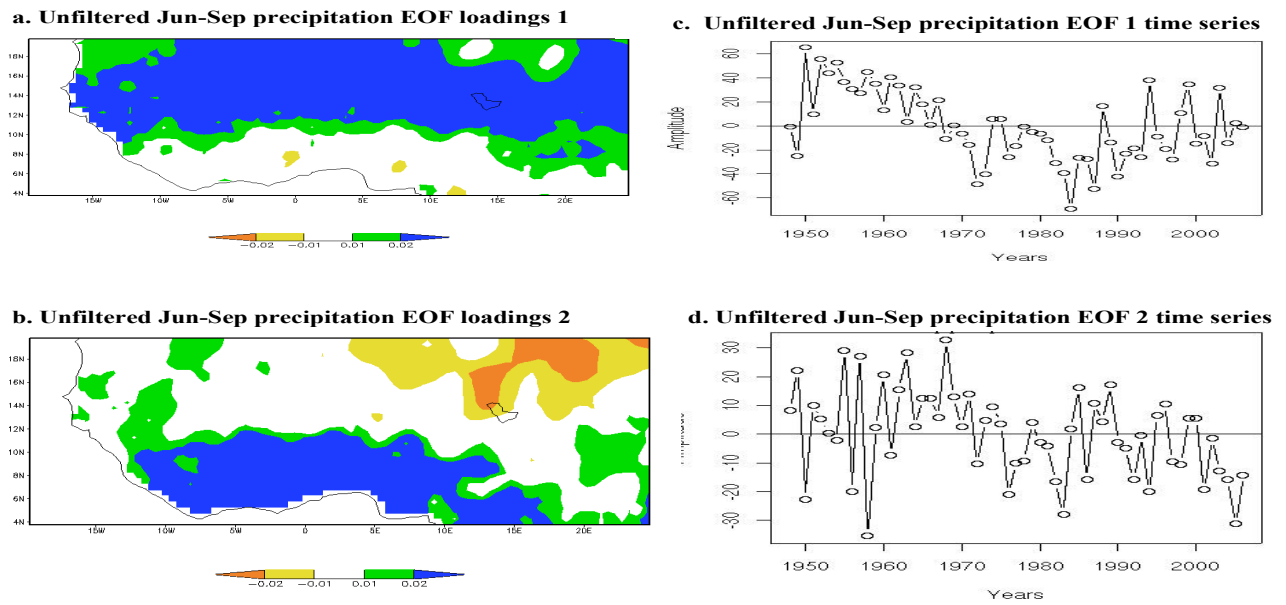 a. Unfiltered Jun-Sep precipitation EOF loadings 1
18N
16N
14N
12N
10N
8N
6N
4N
15W 10W 5W 0 5E 10E 15E 20E
-0.02 -0.01 0.01 0.02
c. Unfiltered Jun-Sep precipitation EOF 1 time series
Amplitude
60
20
-20
-60
1950 1960 1970 1980 1990 2000
Years
b. Unfiltered Jun-Sep precipitation EOF loadings 2
18N
16N
14N
12N
10N
8N
6N
4N
15W 10W 5W 0 5E 10E 15E 20E
-0.02 -0.01 0.01 0.02
d. Unfiltered Jun-Sep precipitation EOF 2 time series
30
20
10
0
-10
-30
1950 1960 1970 1980 1990 2000
Years